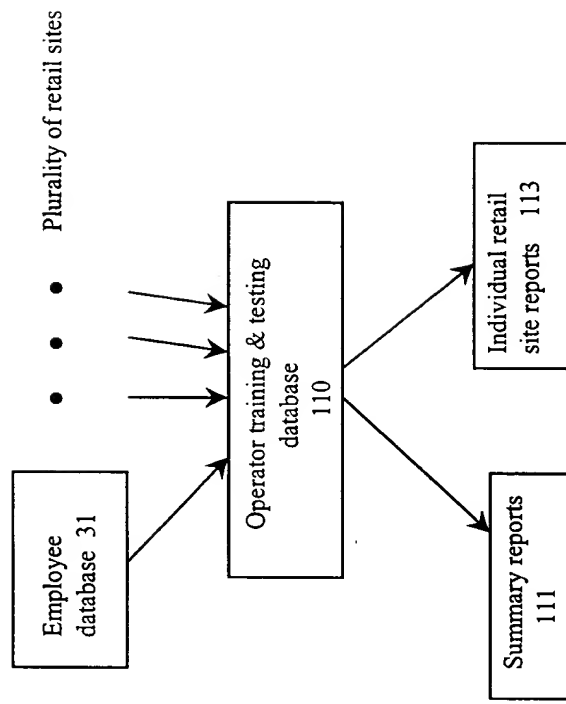 Employee
database 31
Plurality of retail sites
Operator training & testing
database
110
Summary reports
111
Individual retail
site reports 113